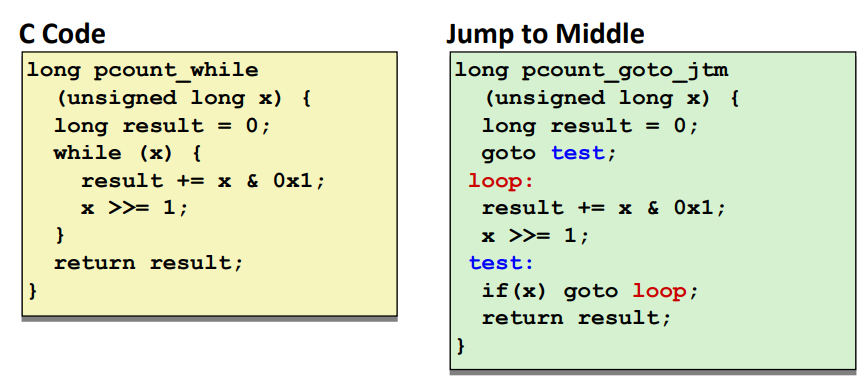 C Code
long pcount_while
(unsigned long x) {
long result = 0;
while (x) {
result += x & 0x1;
x >>= 1;
}
return result;
}
Jump to Middle
long pcount_goto_jtm
(unsigned long x) {
long result = 0;
goto test;
loop:
result += x & 0x1;
x >>= 1;
test:
if(x) goto loop;
return result;
}